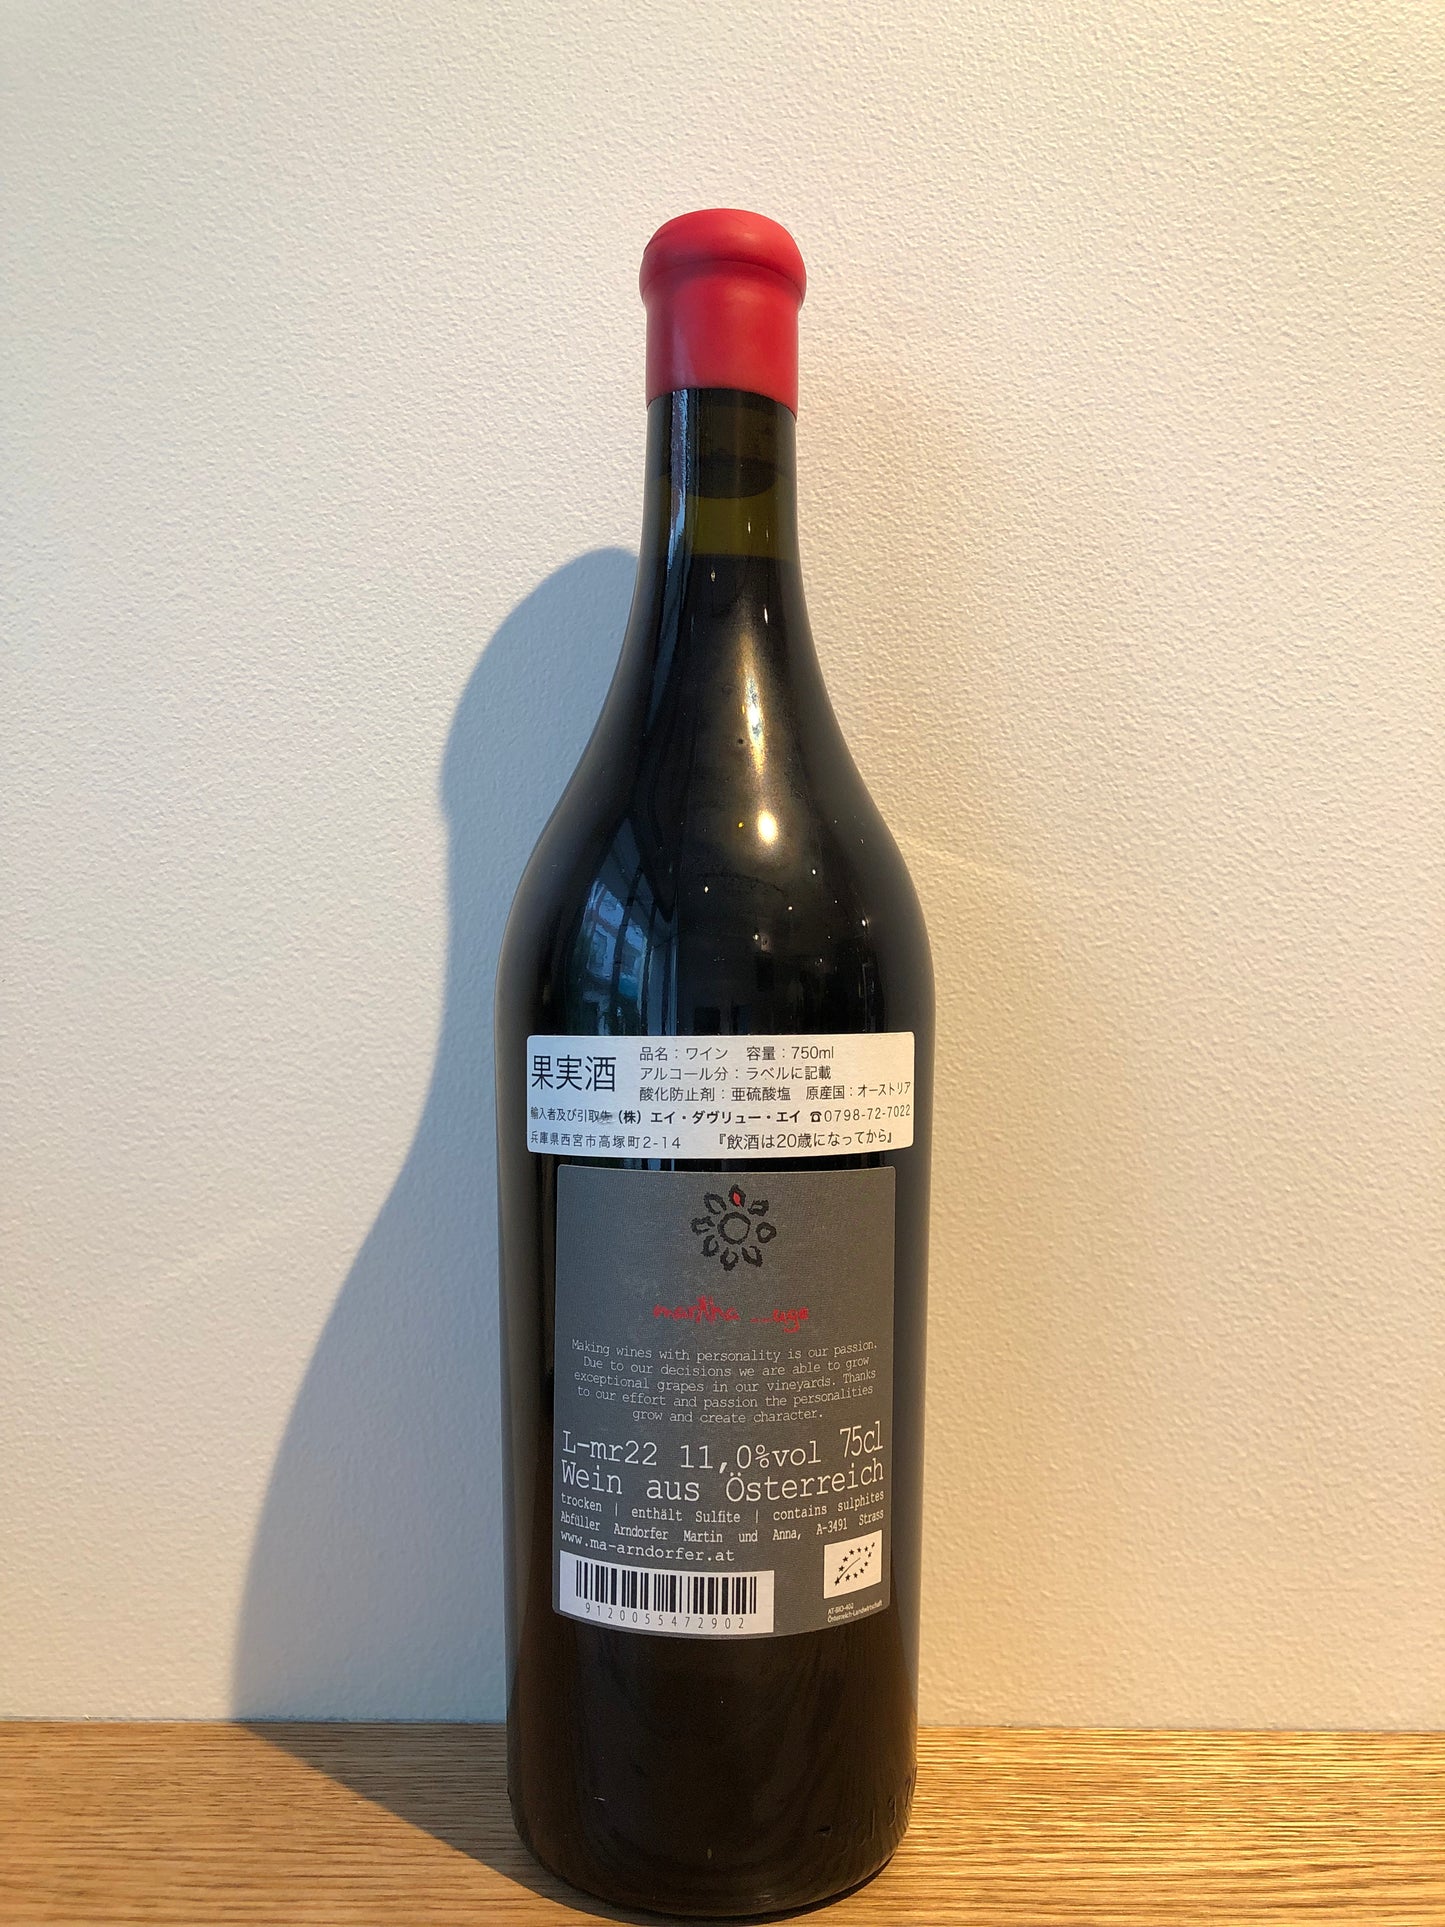 果実酒
品名：ワイン 容量：750ml
アルコール分：ラベルに記載
酸化防止剤：亜硫酸塩 原産国：オーストリア
輸入者及び引取先（株）エイ・ダヴリュー・エイ ☎0798-72-7022
兵庫県西宮市高塚町2-14 『飲酒は20歳になってから』
martina
Making wines with personality is our passion.
Due to our decisions we are able to grow
exceptional grapes in our vineyards. Thanks
to our effort and passion the personalities
grow and create character.
L-mr22 11,0%vol 75cl
Wein aus Österreich
trocken | enthält Sulfite | contains sulphites
Abfüller Arndorfer Martin und Anna, A-3491 Strass
www.ma-arndorfer.at
9120055472902
AT-BIO-402
Österreich-Landwirtschaft